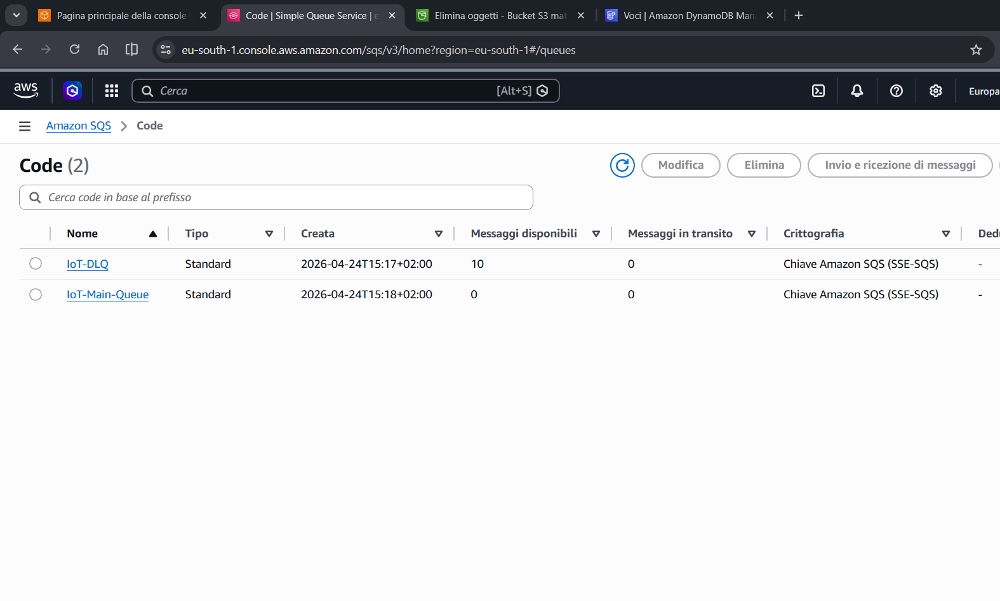 Pagina principale della console
Code | Simple Queue Service | e
Elimina oggetti - Bucket S3 mat
Voci | Amazon DynamoDB Man
eu-south-1.console.aws.amazon.com/sqs/v3/home?region=eu-south-1#/queues
aws
Cerca
[Alt+S]
Europa
Amazon SQS > Code
Code (2)
Modifica
Elimina
Invio e ricezione di messaggi
Cerca code in base al prefisso
Nome Tipo Creata Messaggi disponibili Messaggi in transito Crittografia Dedu
IoT-DLQ Standard 2026-04-24T15:17+02:00 10 0 Chiave Amazon SQS (SSE-SQS) -
IoT-Main-Queue Standard 2026-04-24T15:18+02:00 0 0 Chiave Amazon SQS (SSE-SQS) -